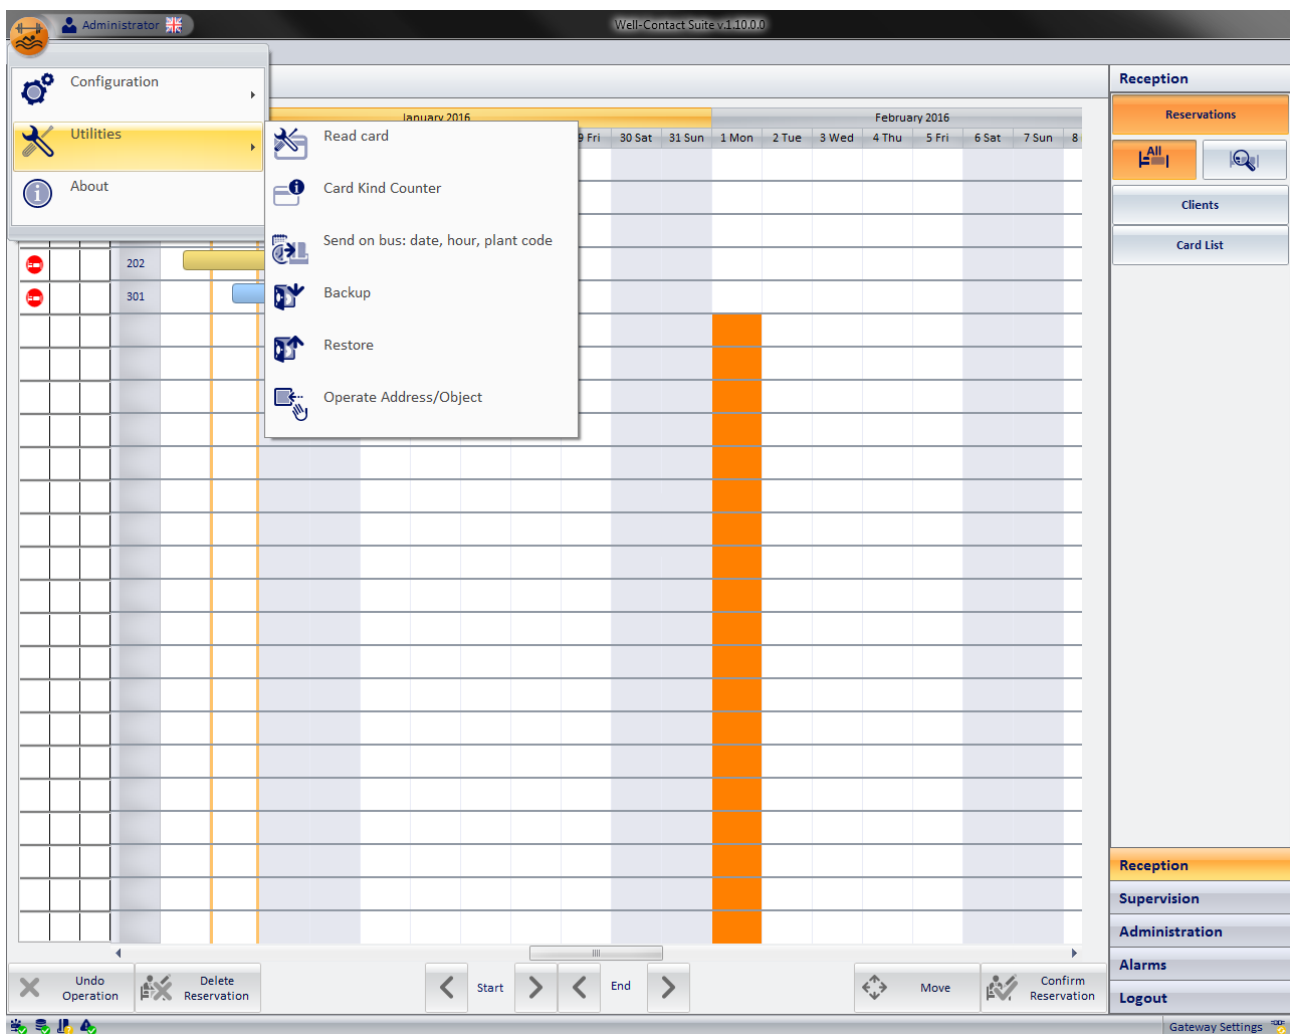 Administrator
Well-Contact Suite v.1.10.0.0
Configuration
Utilities
About
Read card
Card Kind Counter
Send on bus: date, hour, plant code
Backup
Restore
Operate Address/Object
January 2016
February 2016
Fri 30 Sat 31 Sun 1 Mon 2 Tue 3 Wed 4 Thu 5 Fri 6 Sat 7 Sun 8
202
301
Reception
Reservations
All
Clients
Card List
Reception
Supervision
Administration
Alarms
Logout
Undo
Operation
Delete
Reservation
Start
End
Move
Confirm
Reservation
Gateway Settings